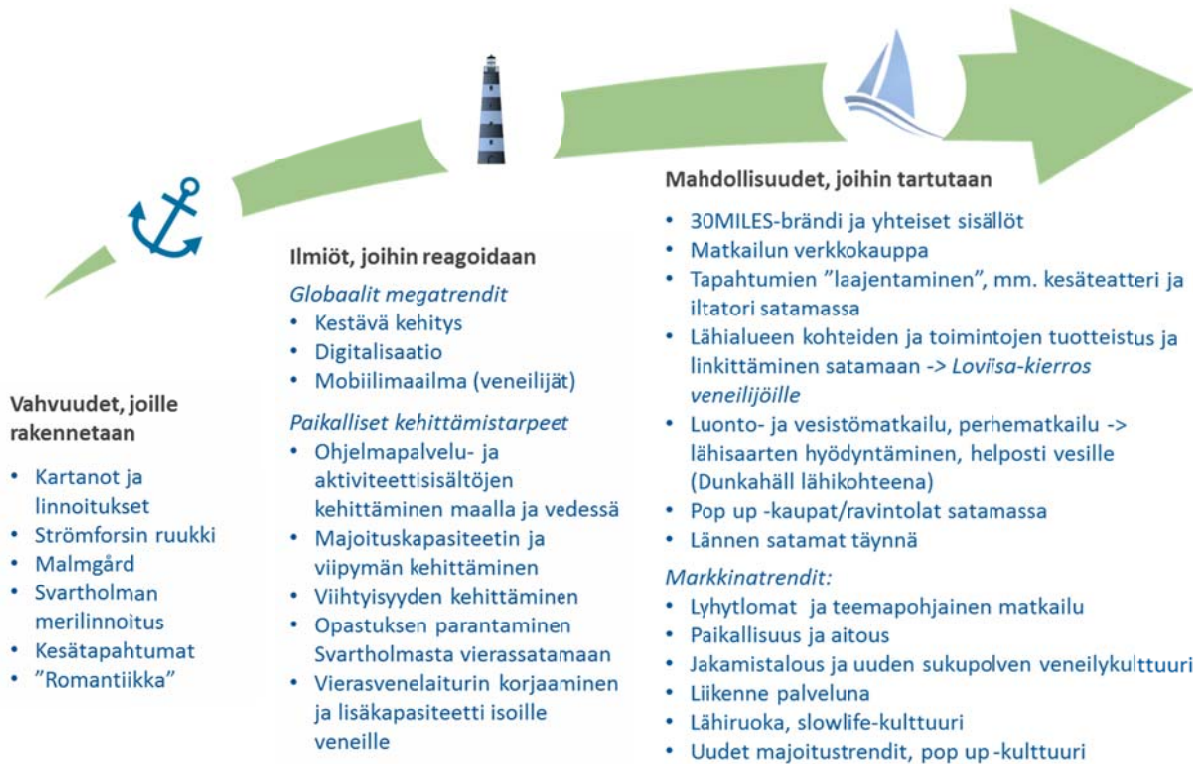 Vahvuudet, joille
rakennetaan
• Kartanot ja
linnoitukset
• Strömforsin ruukki
• Malmgård
• Svartholman
merilinnoitus
• Kesätapahtumat
• ”Romantiikka”
Ilmiöt, joihin reagoidaan
Globaalit megatrendit
• Kestävä kehitys
• Digitalisaatio
• Mobiilimaailma (veneilijät)
Paikalliset kehittämistarpeet
• Ohjelmapalvelu- ja
aktiviteettisisältöjen
kehittäminen maalla ja vedessä
• Majoituskapasiteetin ja
viipymän kehittäminen
• Viihtyisyyden kehittäminen
• Opastuksen parantaminen
Svartholmasta vierassatamaan
• Vierasvenelaiturin korjaaminen
ja lisäkapasiteetti isoille
veneille
Mahdollisuudet, joihin tartutaan
• 30MILES-brändi ja yhteiset sisällöt
• Matkailun verkkokauppa
• Tapahtumien ”laajentaminen”, mm. kesäteatteri ja
iltatori satamassa
• Lähialueen kohteiden ja toimintojen tuotteistus ja
linkittäminen satamaan -> Loviisa-kierros
veneilijöille
• Luonto- ja vesistömatkailu, perhematkailu ->
lähisaarten hyödyntäminen, helposti vesille
(Dunkahäll lähikohteena)
• Pop up -kaupat/ravintolat satamassa
• Lännen satamat täynnä
Markkinatrendit:
• Lyhytlomat ja teemapohjainen matkailu
• Paikallisuus ja aitous
• Jakamistalous ja uuden sukupolven veneilykulttuuri
• Liikenne palveluna
• Lähiruoka, slowlife-kulttuuri
• Uudet majoitustrendit, pop up -kulttuuri